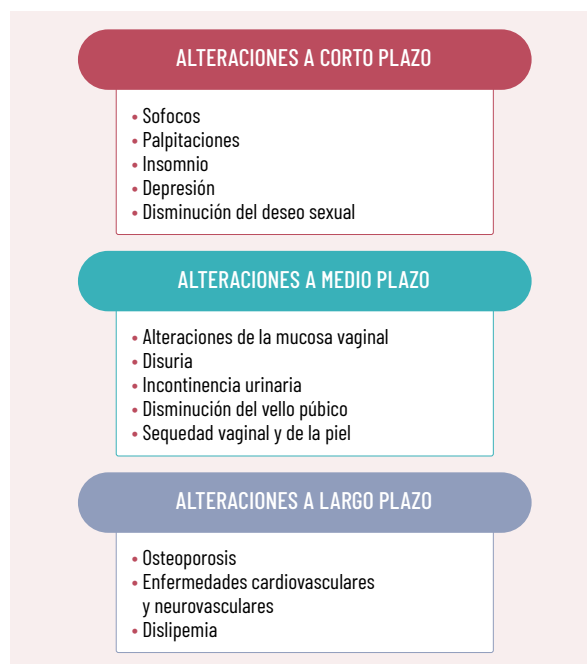 ALTERACIONES A CORTO PLAZO
• Sofocos
• Palpitaciones
• Insomnio
• Depresión
• Disminución del deseo sexual
ALTERACIONES A MEDIO PLAZO
• Alteraciones de la mucosa vaginal
• Disuria
• Incontinencia urinaria
• Disminución del vello púbico
• Sequedad vaginal y de la piel
ALTERACIONES A LARGO PLAZO
• Osteoporosis
• Enfermedades cardiovasculares
y neurovasculares
• Dislipemia